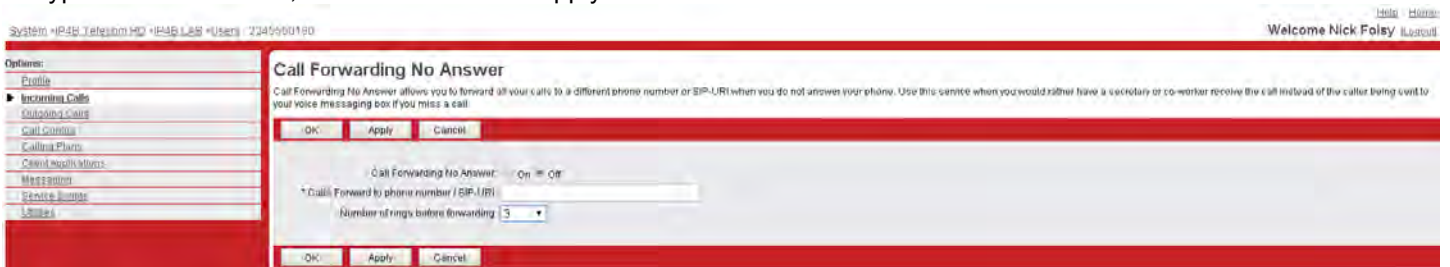 Help - Home
System >IP4B Telecom HQ >IP4B LAB >Users : 2245550190
Welcome Nick Folsy [Logout]
Options:
Profile
Incoming Calls
Outgoing Calls
Call Control
Calling Plans
Client Applications
Messaging
Service Scripts
Utilities
Call Forwarding No Answer
Call Forwarding No Answer allows you to forward all your calls to a different phone number or SIP-URI when you do not answer your phone. Use this service when you would rather have a secretary or co-worker receive the call instead of the caller being sent to
your voice messaging box if you miss a call.
OK Apply Cancel
Call Forwarding No Answer: On Off
* Calls Forward to phone number / SIP-URI:
Number of rings before forwarding: 3
OK Apply Cancel